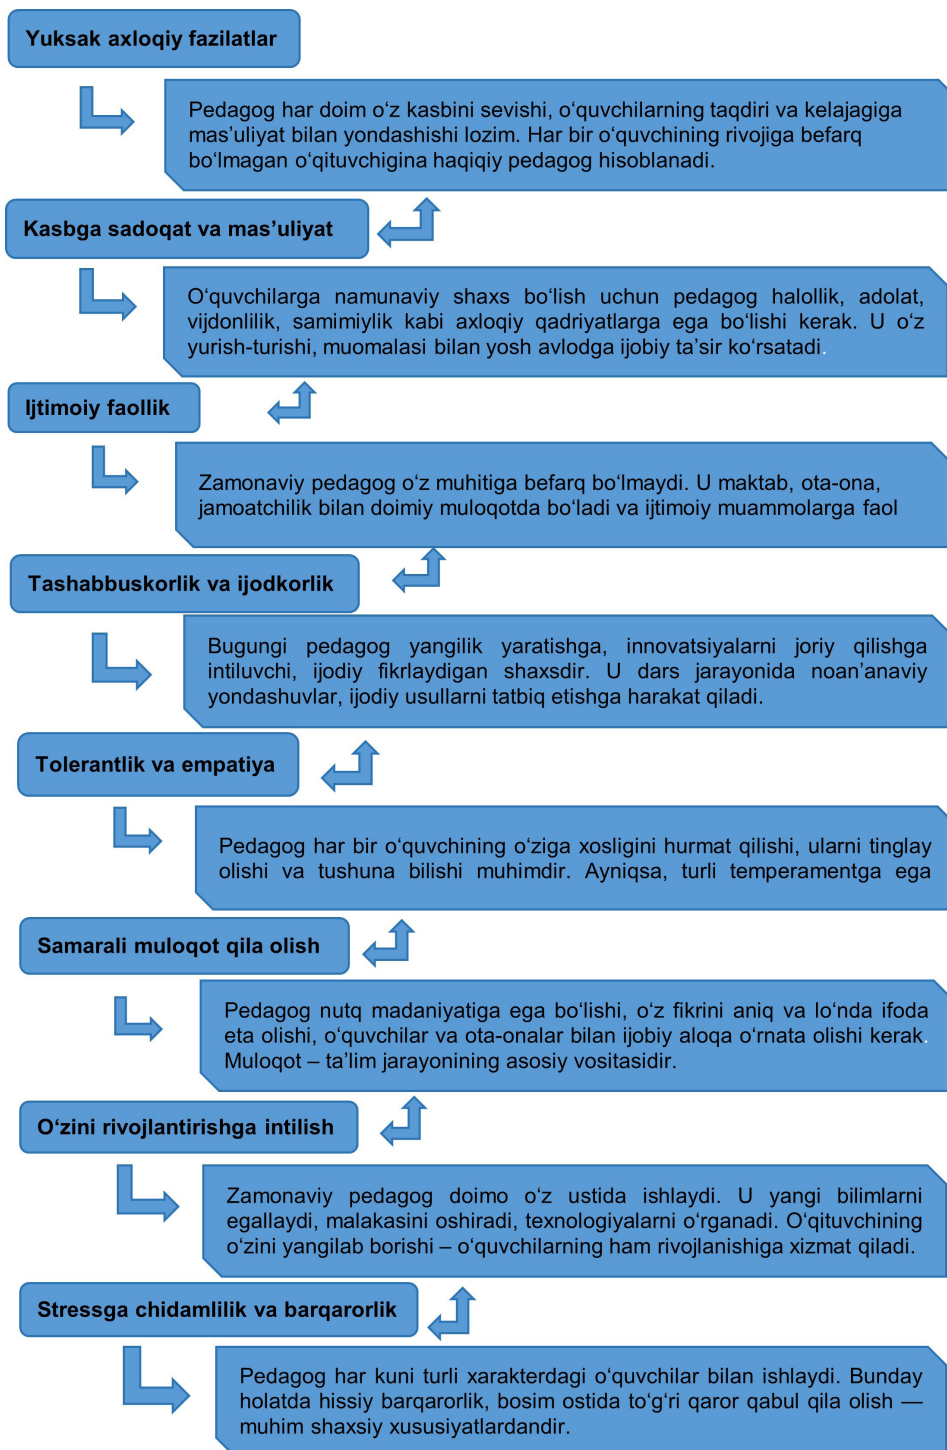 Yuksak axloqiy fazilatlar
Pedagog har doim o‘z kasbini sevishi, o‘quvchilarning taqdiri va kelajagiga
mas’uliyat bilan yondashishi lozim. Har bir o‘quvchining rivojiga befarq
bo‘lmagan o‘qituvchigina haqiqiy pedagog hisoblanadi.
Kasbga sadoqat va mas’uliyat
O‘quvchilarga namunaviy shaxs bo‘lish uchun pedagog halollik, adolat,
vijdonlilik, samimiylik kabi axloqiy qadriyatlarga ega bo‘lishi kerak. U o‘z
yurish-turishi, muomalasi bilan yosh avlodga ijobiy ta’sir ko‘rsatadi.
Ijtimoiy faollik
Zamonaviy pedagog o‘z muhitiga befarq bo‘lmaydi. U maktab, ota-ona,
jamoatchilik bilan doimiy muloqotda bo‘ladi va ijtimoiy muammolarga faol
Tashabbuskorlik va ijodkorlik
Bugungi pedagog yangilik yaratishga, innovatsiyalarni joriy qilishga
intiluvchi, ijodiy fikrlaydigan shaxsdir. U dars jarayonida noan’anaviy
yondashuvlar, ijodiy usullarni tatbiq etishga harakat qiladi.
Tolerantlik va empatiya
Pedagog har bir o‘quvchining o‘ziga xosligini hurmat qilishi, ularni tinglay
olishi va tushuna bilishi muhimdir. Ayniqsa, turli temperamentga ega
Samarali muloqot qila olish
Pedagog nutq madaniyatiga ega bo‘lishi, o‘z fikrini aniq va lo‘nda ifoda
eta olishi, o‘quvchilar va ota-onalar bilan ijobiy aloqa o‘rnata olishi kerak.
Muloqot – ta’lim jarayonining asosiy vositasidir.
O‘zini rivojlantirishga intilish
Zamonaviy pedagog doimo o‘z ustida ishlaydi. U yangi bilimlarni
egallaydi, malakasini oshiradi, texnologiyalarni o‘rganadi. O‘qituvchining
o‘zini yangilab borishi – o‘quvchilarning ham rivojlanishiga xizmat qiladi.
Stressga chidamlilik va barqarorlik
Pedagog har kuni turli xarakterdagi o‘quvchilar bilan ishlaydi. Bunday
holatda hissiy barqarorlik, bosim ostida to‘g‘ri qaror qabul qila olish —
muhim shaxsiy xususiyatlardandir.